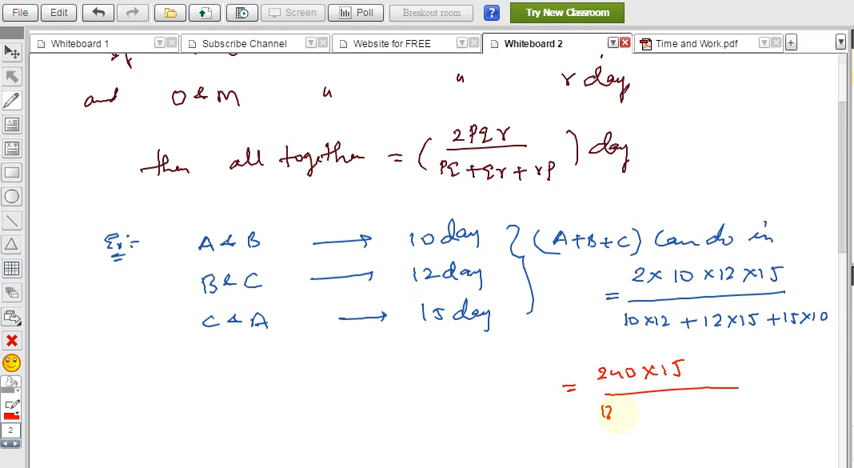 File Edit Screen Poll Breakout room Try New Classroom
Whiteboard 1 Subscribe Channel Website for FREE Whiteboard 2 Time and Work.pdf
and O & M " " r day
then all together = ( 2pqr / pq + qr + rp ) day
Ex:- A & B → 10 day (A+B+C) Can do in
B & C → 12 day = 2 × 10 × 12 × 15 / 10×12 + 12×15 + 15×10
C & A → 15 day
= 240 × 15
12
2